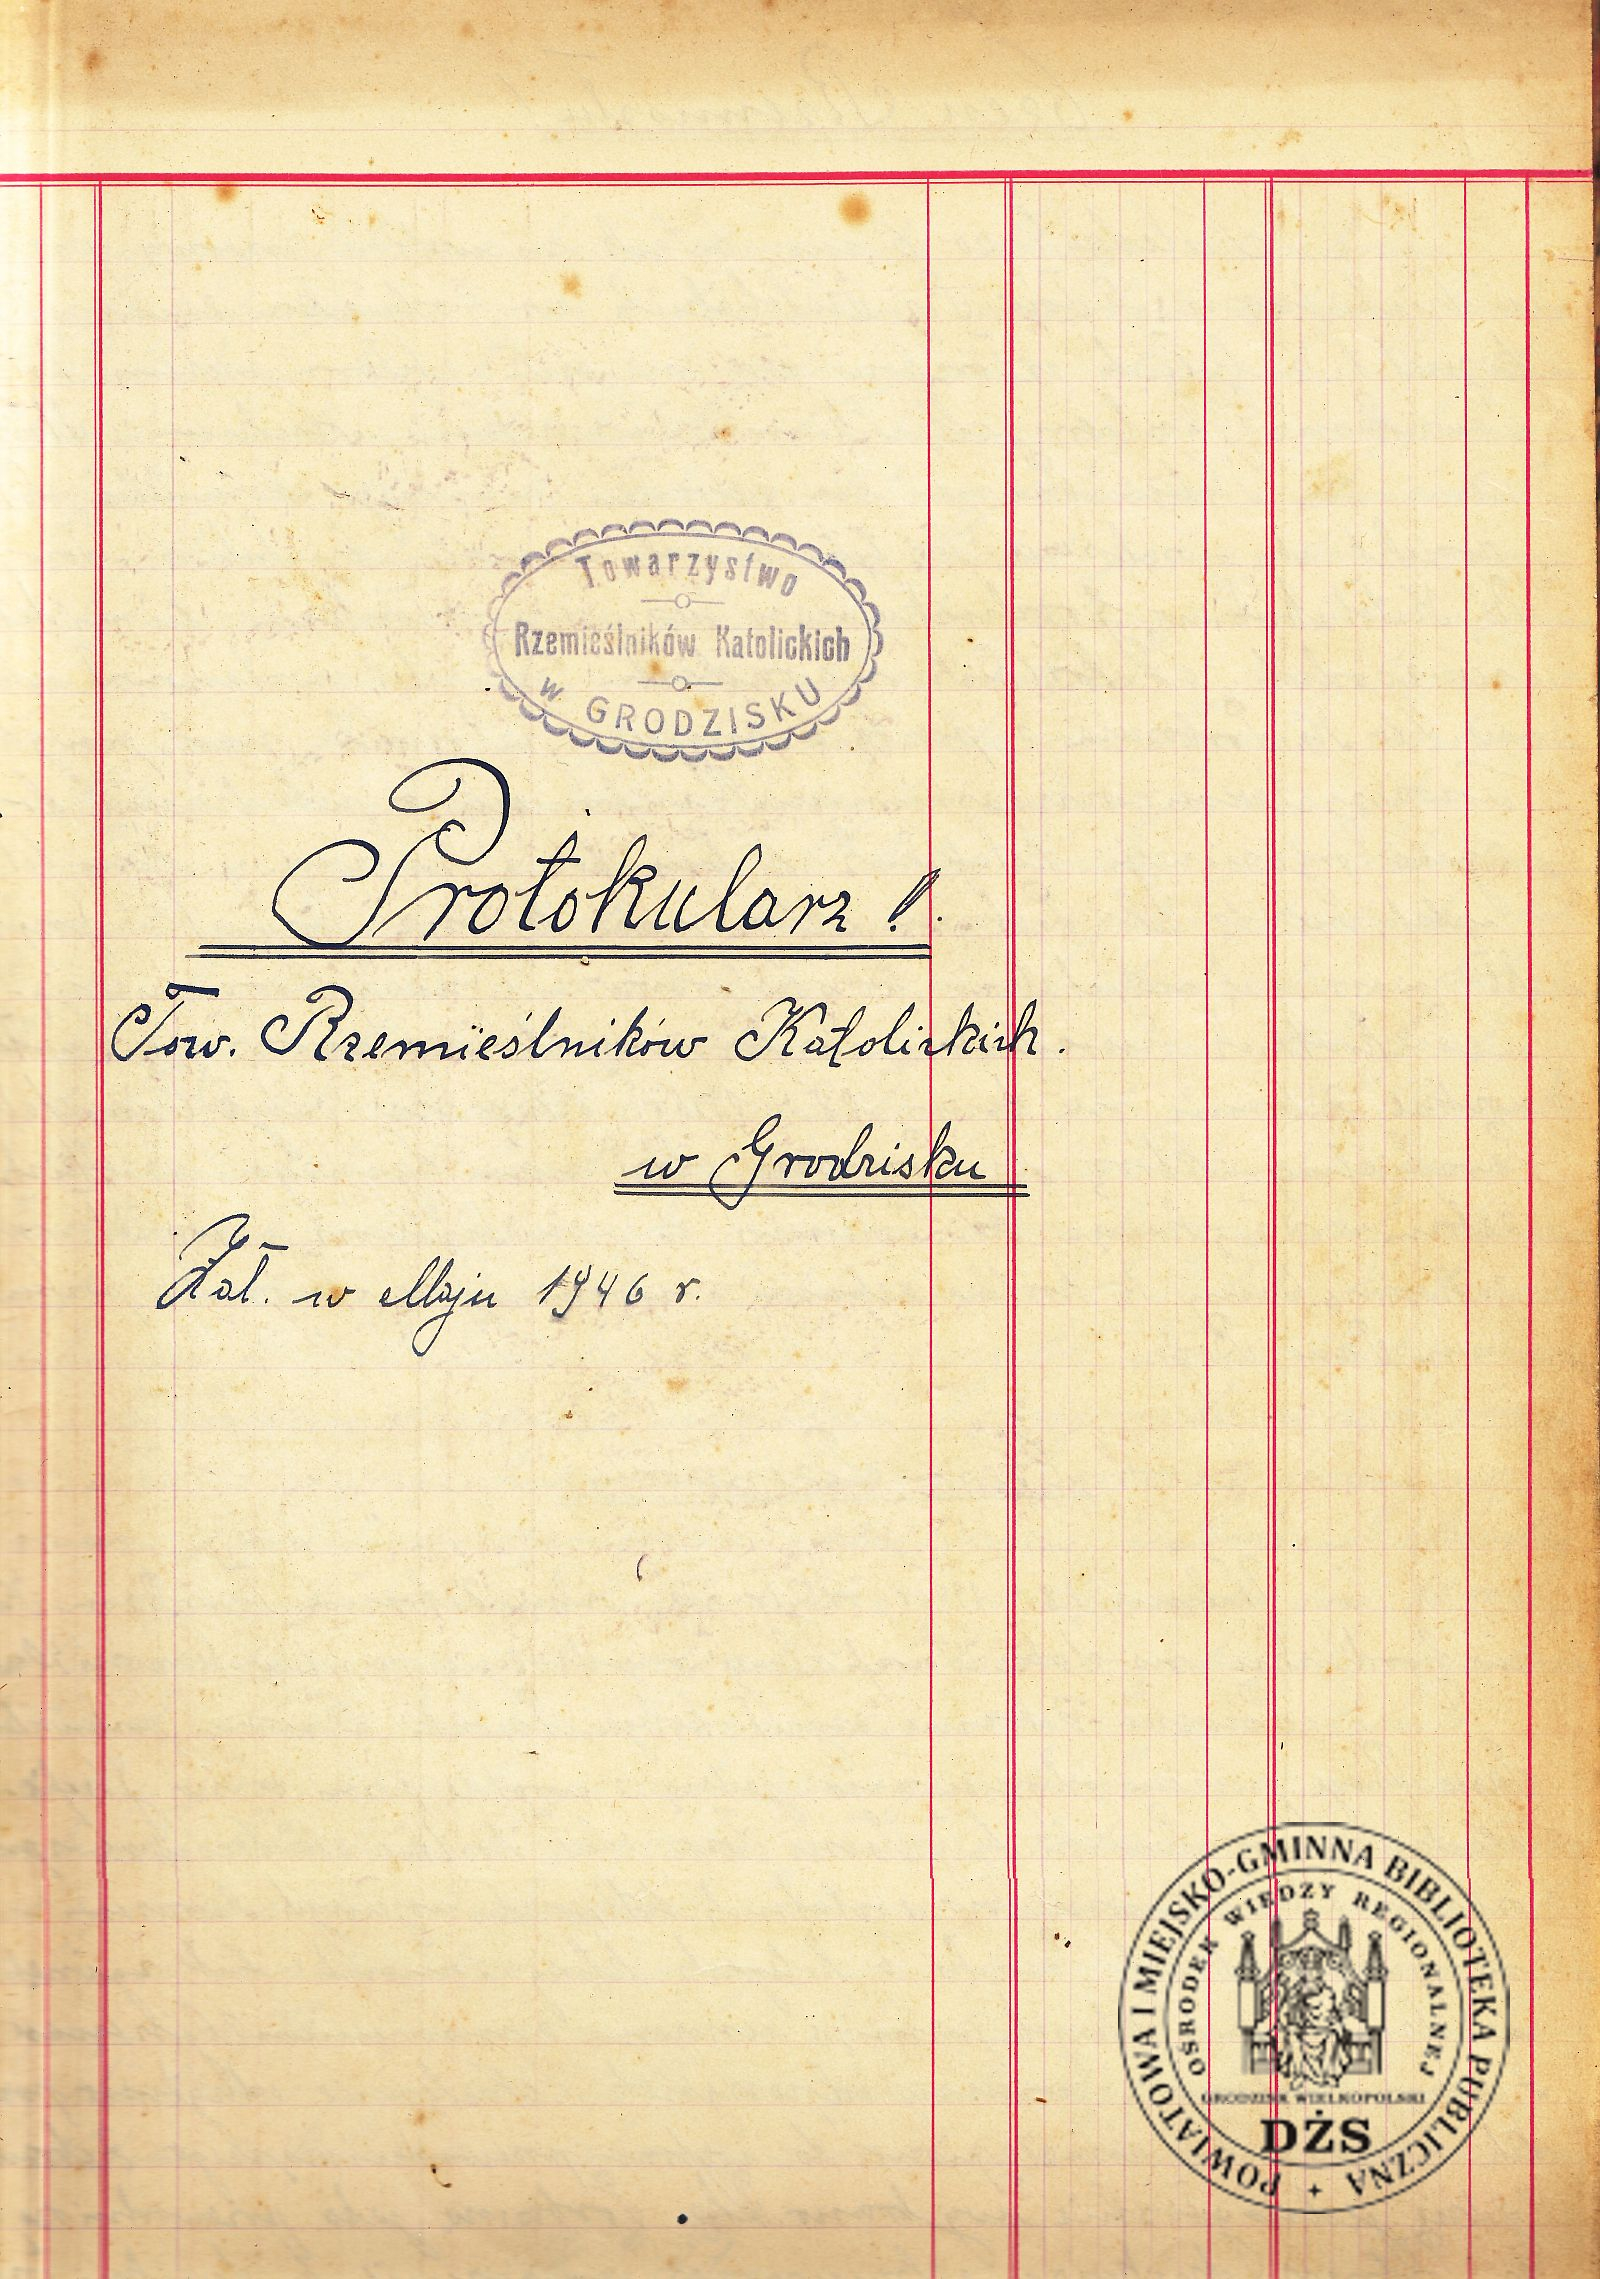 Towarzystwo
Rzemieślników Katolickich
w GRODZISKU
Protokularz !.
Tow. Rzemieślników Katolickich.
w Grodzisku
Zał. w Maju 1946 r.
POWIATOWA I MIEJSKO-GMINNA BIBLIOTEKA PUBLICZNA
OŚRODEK WIEDZY REGIONALNEJ
GRODZISK WIELKOPOLSKI
DŻS